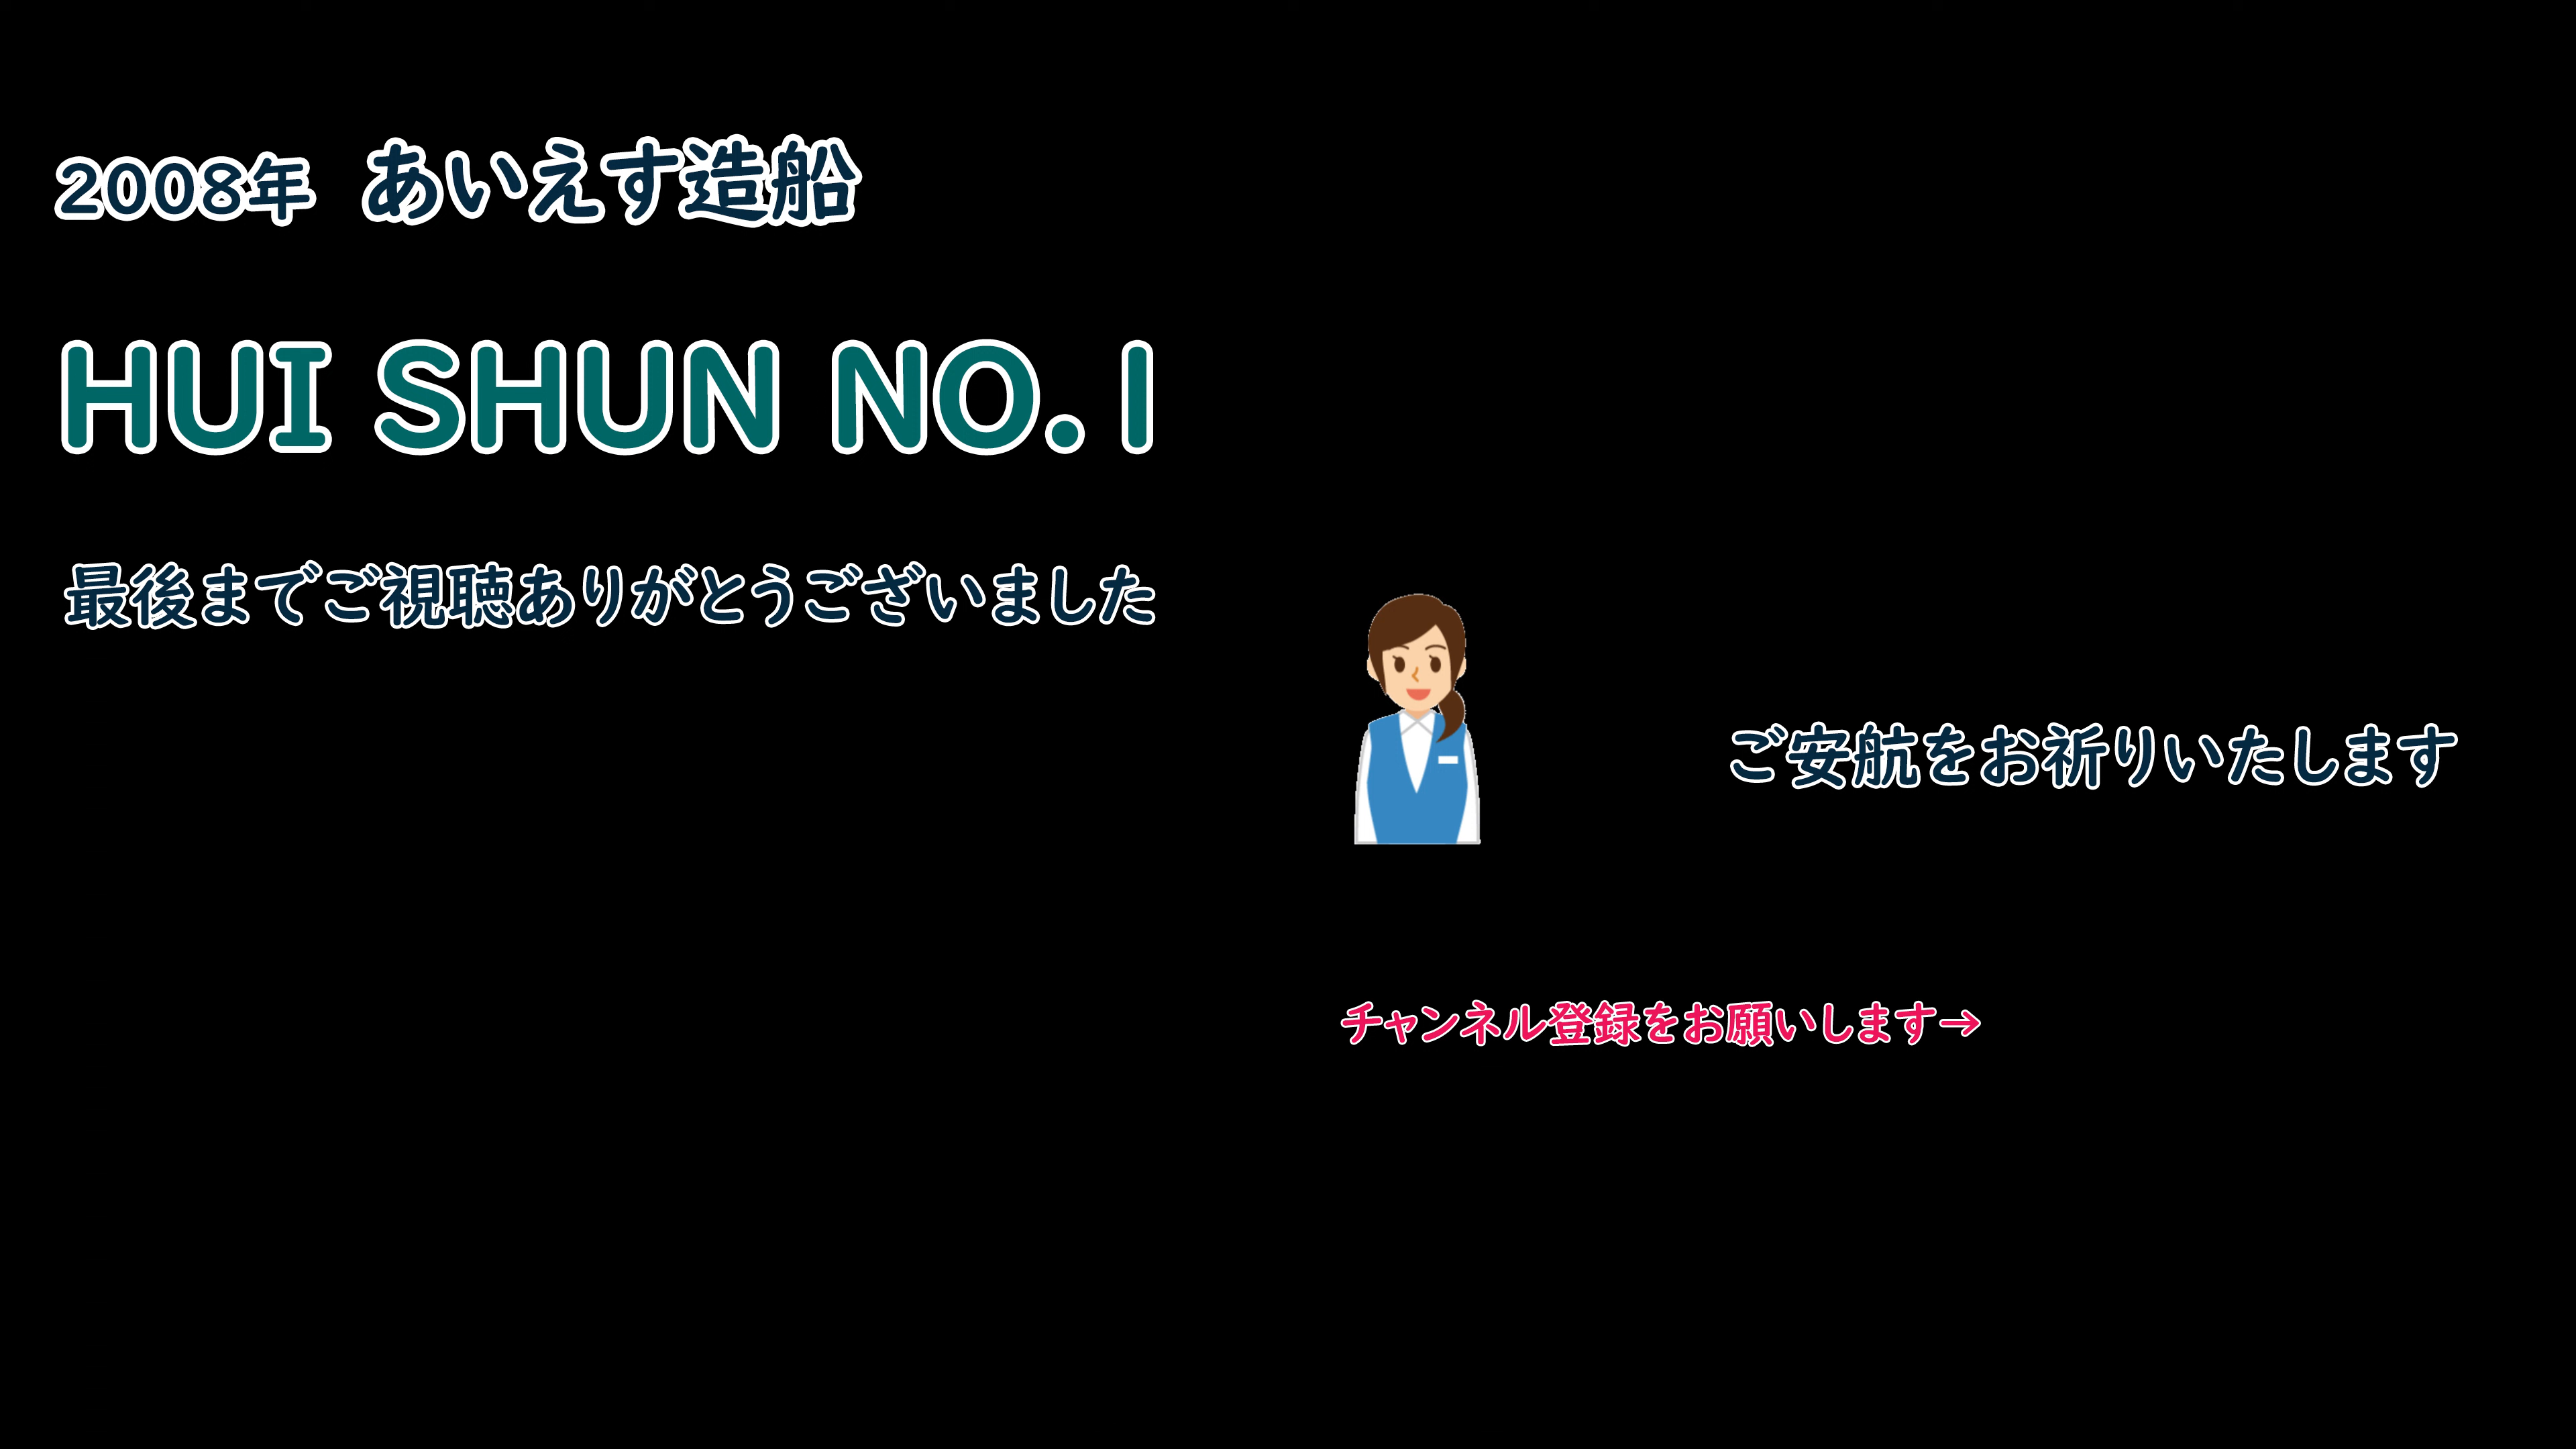 2008年 あいえす造船
HUI SHUN NO.1
最後までご視聴ありがとうございました
ご安航をお祈りいたします
チャンネル登録をお願いします→